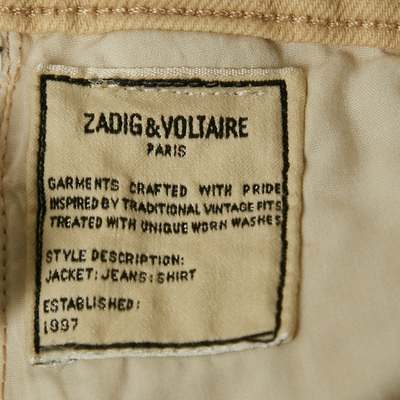 ZADIG&VOLTAIRE
PARIS
GARMENTS CRAFTED WITH PRIDE
INSPIRED BY TRADITIONAL VINTAGE FITS
TREATED WITH UNIQUE WORN WASHES
STYLE DESCRIPTION:
JACKET: JEANS: SHIRT
ESTABLISHED:
1997